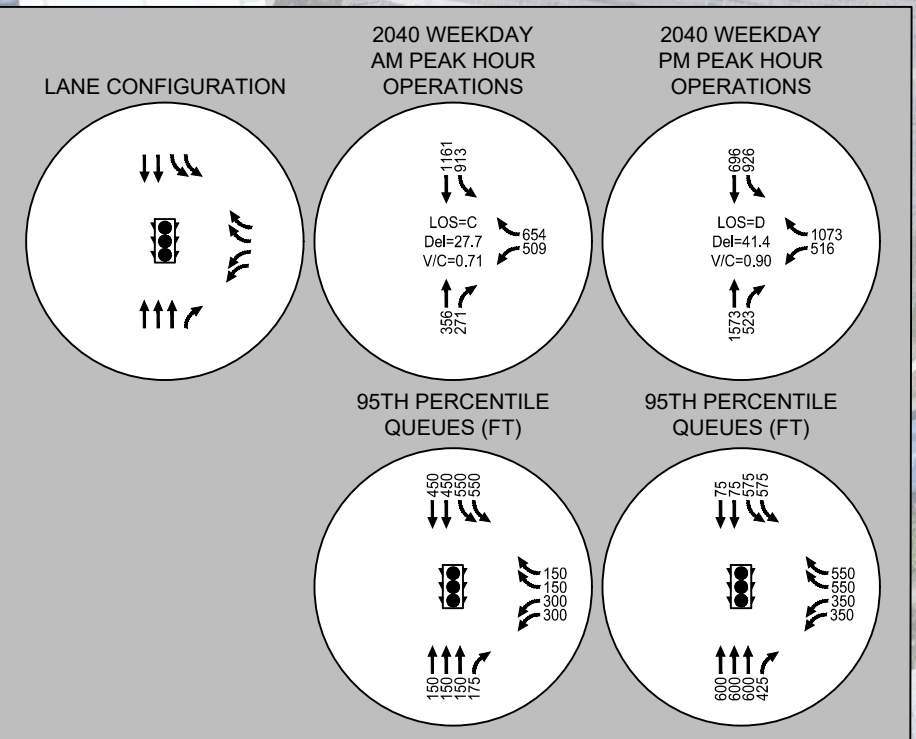 LANE CONFIGURATION
2040 WEEKDAY
AM PEAK HOUR
OPERATIONS
1161
913
LOS=C
Del=27.7
V/C=0.71
654
509
356
271
2040 WEEKDAY
PM PEAK HOUR
OPERATIONS
696
926
LOS=D
Del=41.4
V/C=0.90
1073
516
1573
523
95TH PERCENTILE
QUEUES (FT)
450
450
550
550
150
150
300
300
150
150
150
175
95TH PERCENTILE
QUEUES (FT)
75
75
575
575
550
550
350
350
600
600
600
425